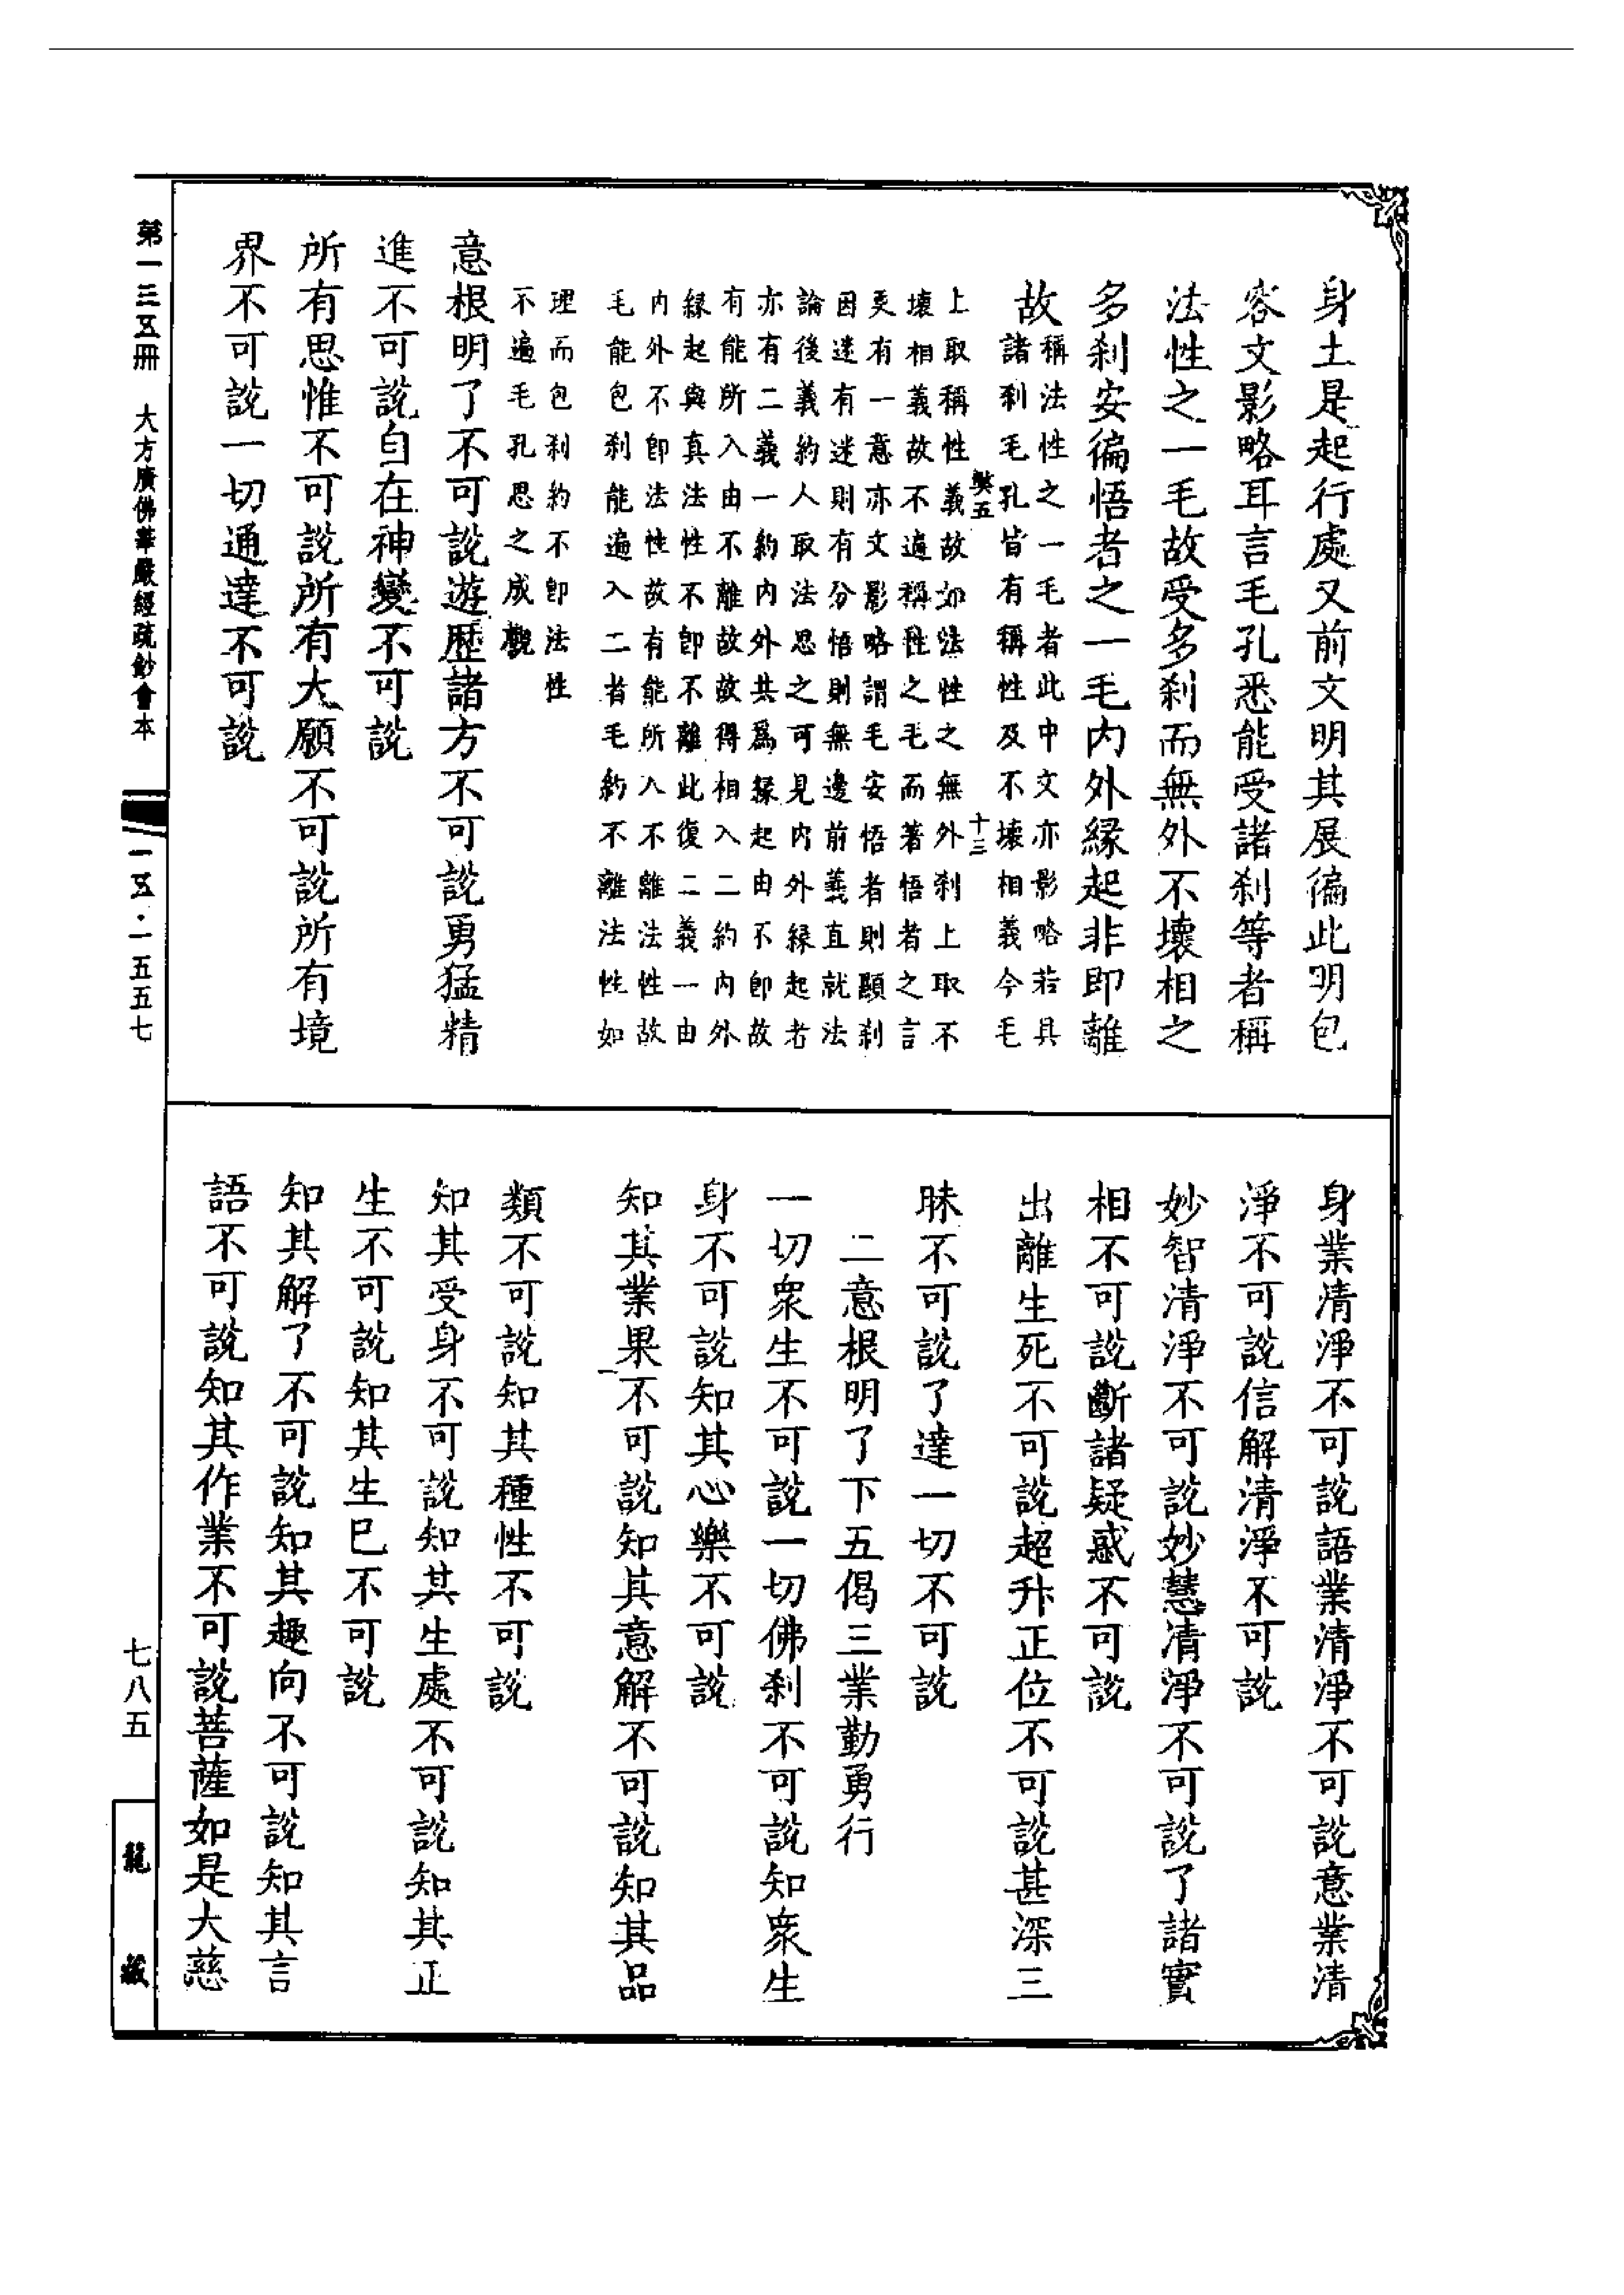 身土是起行處又前文明其展徧此明包
容文影略耳言毛孔悉能受諸刹等者稱
法性之一毛故受多刹而無外不壞相之
多刹安徧悟者之一毛內外緣起非即離
故
稱法性之一毛者此中文亦影略若具
諸刹毛孔皆有稱性及不壞相義今毛
獘五
十三
上取稱性義故如法性之無外刹上取不
壞相義故不遍稱性之毛而著悟者之言
更有一意亦文影略謂毛安悟者則顯刹
因迷有迷則有分悟則無邊前義直就法
論後義約人取法思之可見內外緣起者
亦有二義一約內外共爲緣起由不即故
有能所入由不離故故得相入二約內外
緣起與真法性不即不離此復二義一由
內外不即法性故有能所入不離法性故
毛能包刹能遍入二者毛約不離法性如
理而包刹約不即法性
不遍毛孔思之成觀
意根明了不可說遊歷諸方不可說勇猛精
進不可說自在神變不可說
所有思惟不可說所有大願不可說所有境
界不可說一切通達不可說
身業清淨不可說語業清淨不可說意業清
淨不可說信解清淨不可說
妙智清淨不可說妙慧清淨不可說了諸實
相不可說斷諸疑惑不可說
出離生死不可說超升正位不可說甚深三
昧不可說了達一切不可說
二意根明了下五偈三業勤勇行
一切衆生不可說一切佛刹不可說知衆生
身不可說知其心樂不可說
知其業果不可說知其意解不可說知其品
類不可說知其種性不可說
知其受身不可說知其生處不可說知其正
生不可說知其生已不可說
知其解了不可說知其趣向不可說知其言
語不可說知其作業不可說菩薩如是大慈
第一三五册 大方廣佛華嚴經疏鈔會本
一五·一五五七
七八五
龍藏